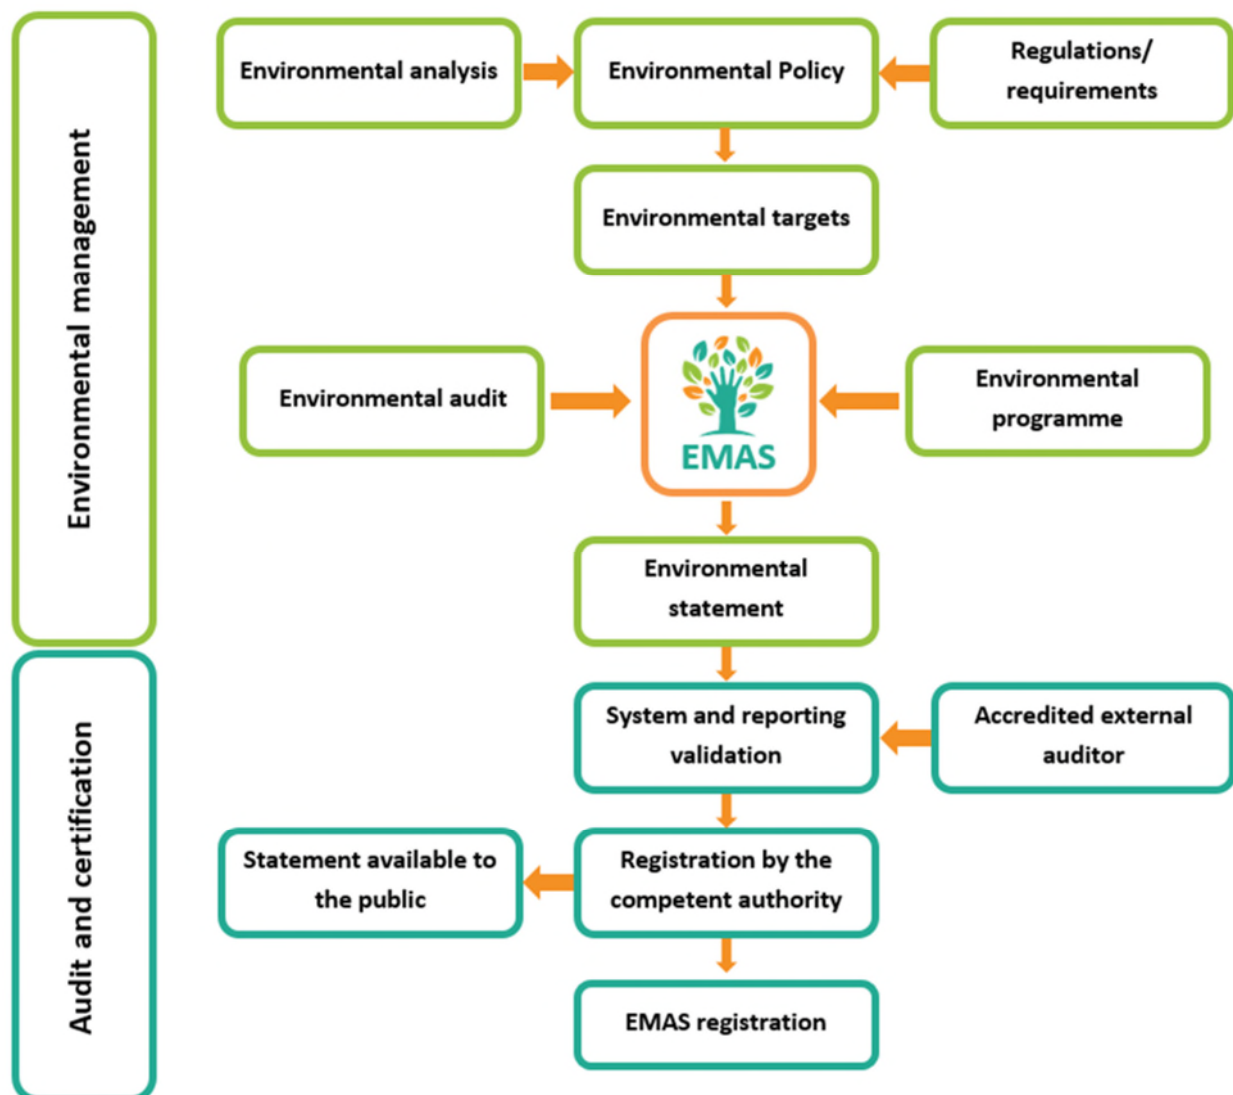 Environmental management
Environmental analysis
Environmental Policy
Regulations/
requirements
Environmental targets
Environmental audit
EMAS
Environmental
programme
Environmental
statement
Audit and certification
System and reporting
validation
Accredited external
auditor
Statement available to
the public
Registration by the
competent authority
EMAS registration